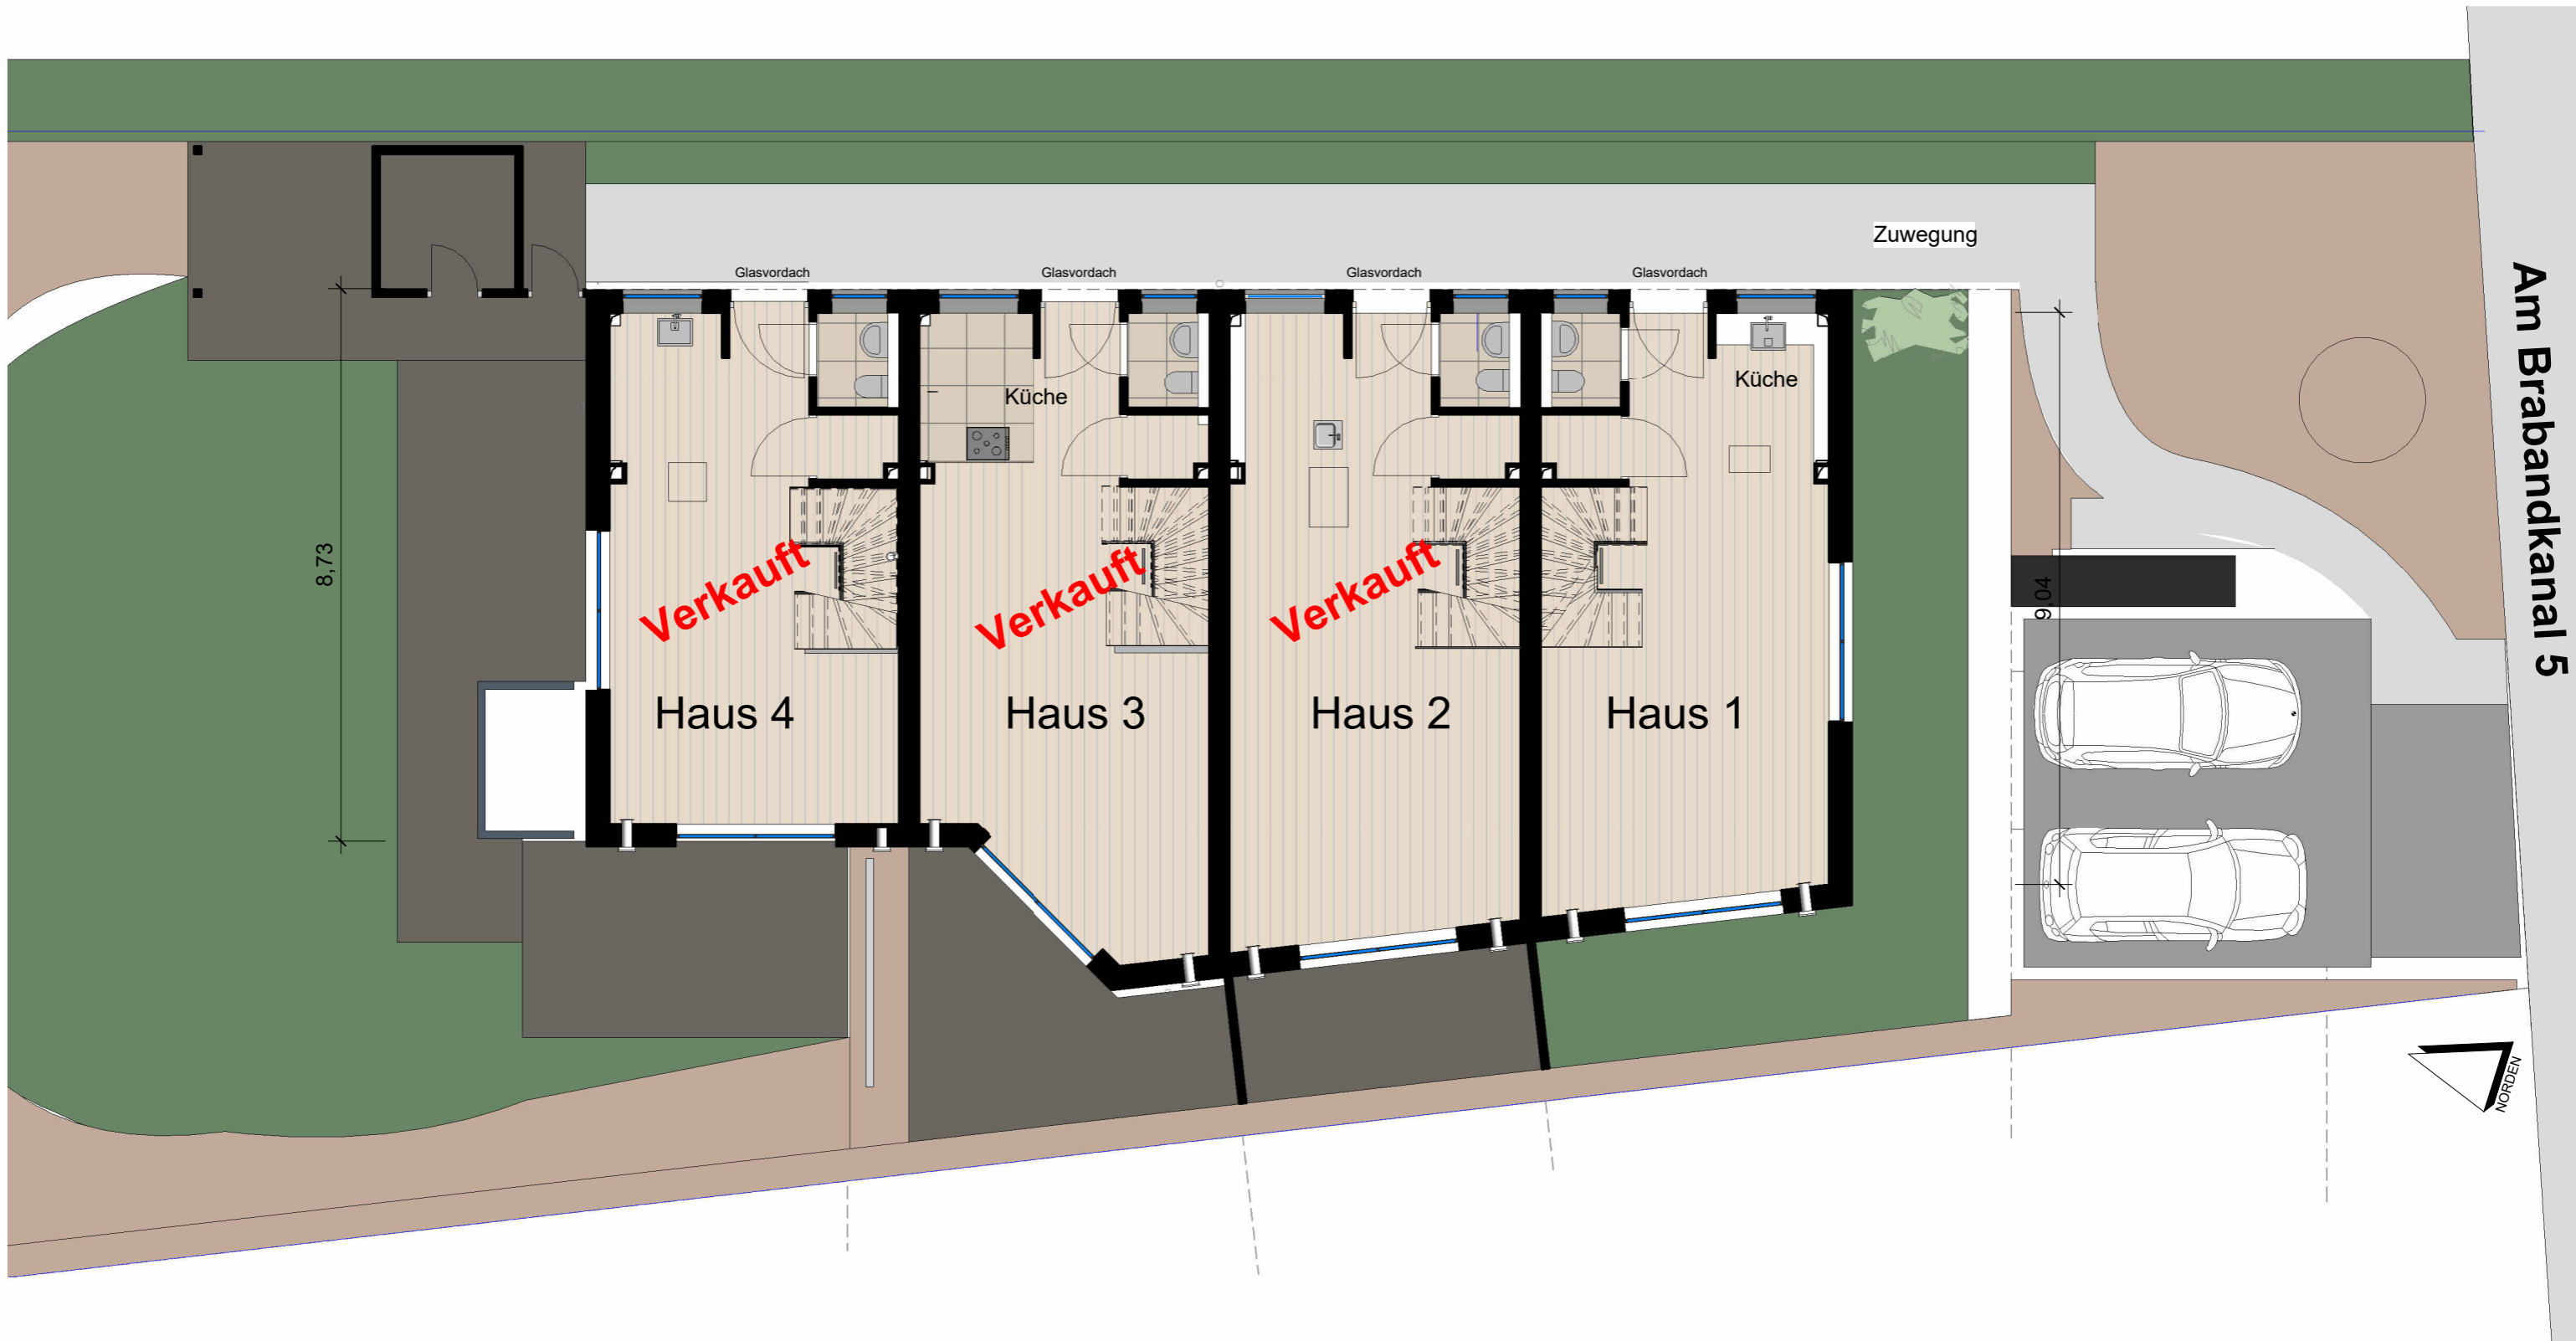 Zuwegung
Glasvordach
Glasvordach
Glasvordach
Glasvordach
Küche
Küche
8,73
9,04
Verkauft
Verkauft
Verkauft
Haus 4
Haus 3
Haus 2
Haus 1
Am Brabandkanal 5
NORDEN